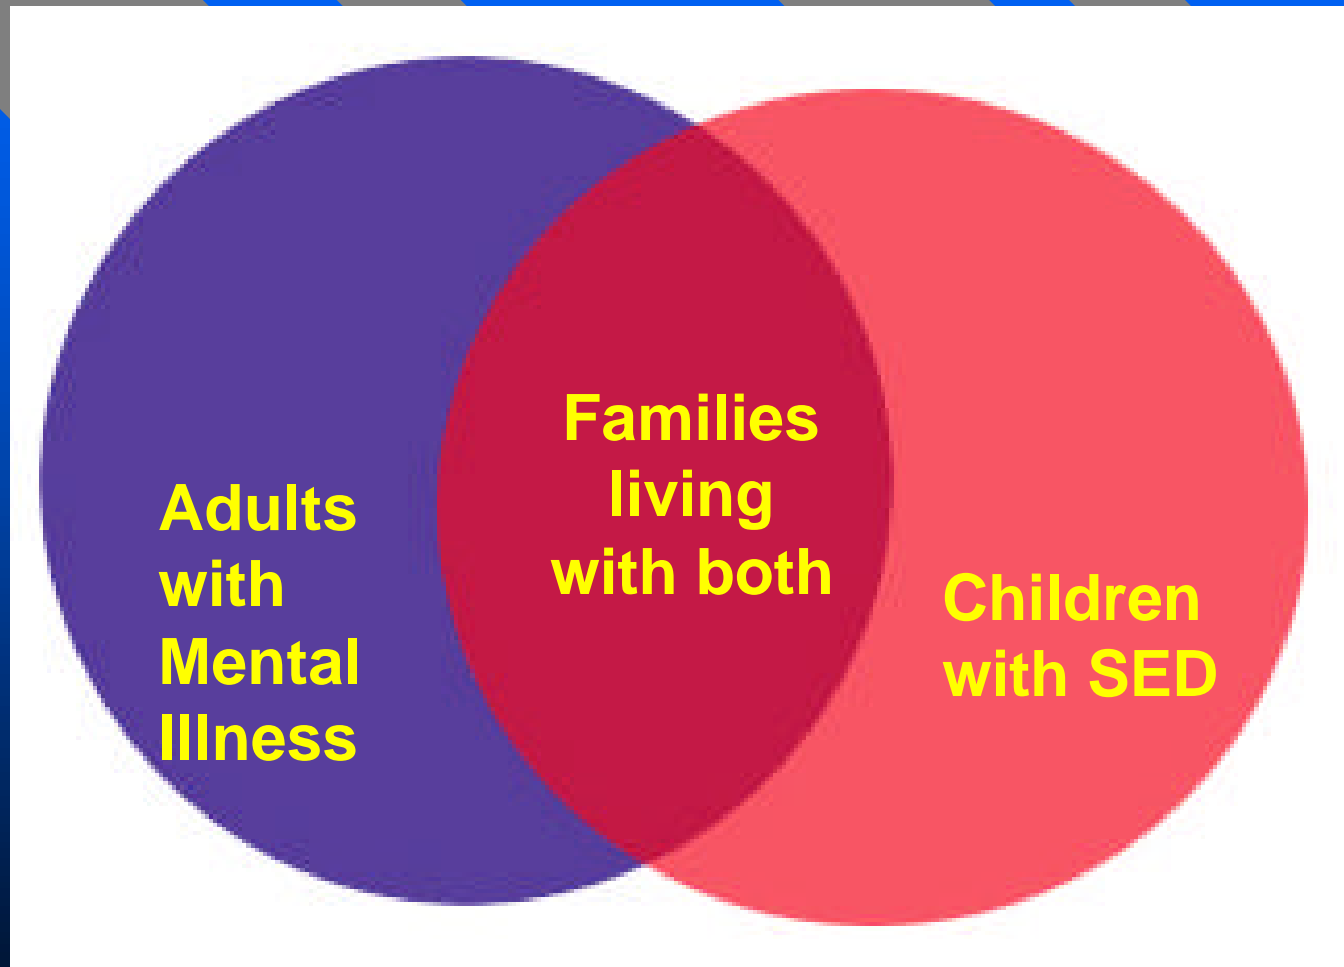 Adults
with
Mental
Illness
Families
living
with both
Children
with SED